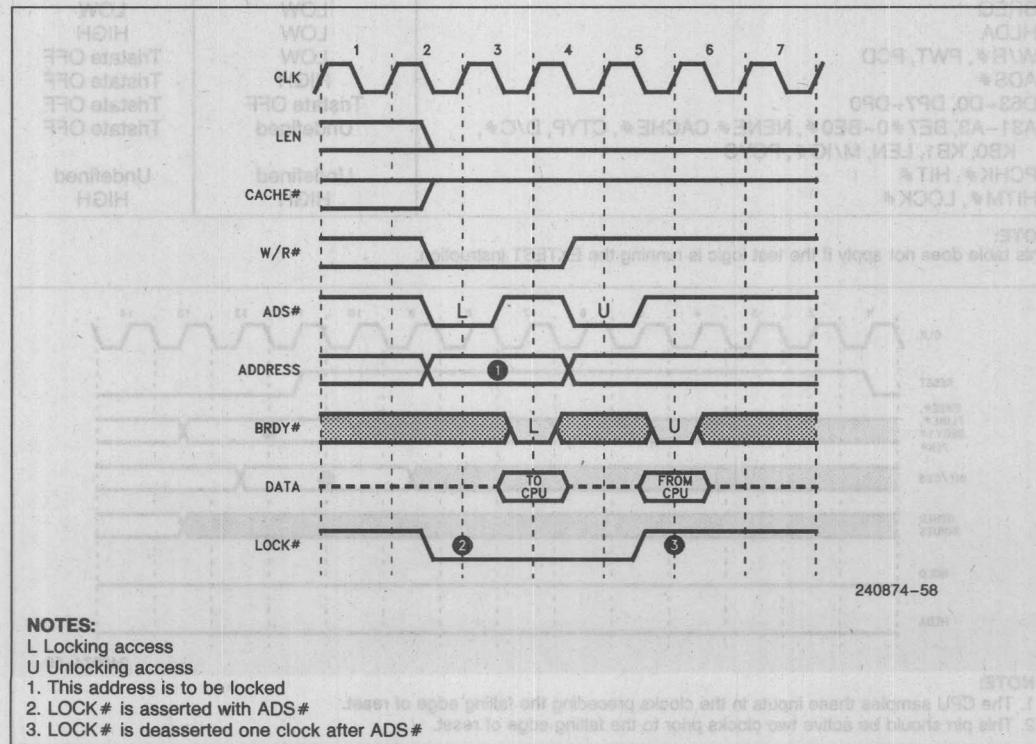 1 2 3 4 5 6 7
CLK
LEN
CACHE#
W/R#
ADS# L U
ADDRESS 1
BRDY# L U
DATA TO CPU FROM CPU
LOCK# 2 3
240874–58
NOTES:
L Locking access
U Unlocking access
1. This address is to be locked
2. LOCK# is asserted with ADS#
3. LOCK# is deasserted one clock after ADS#